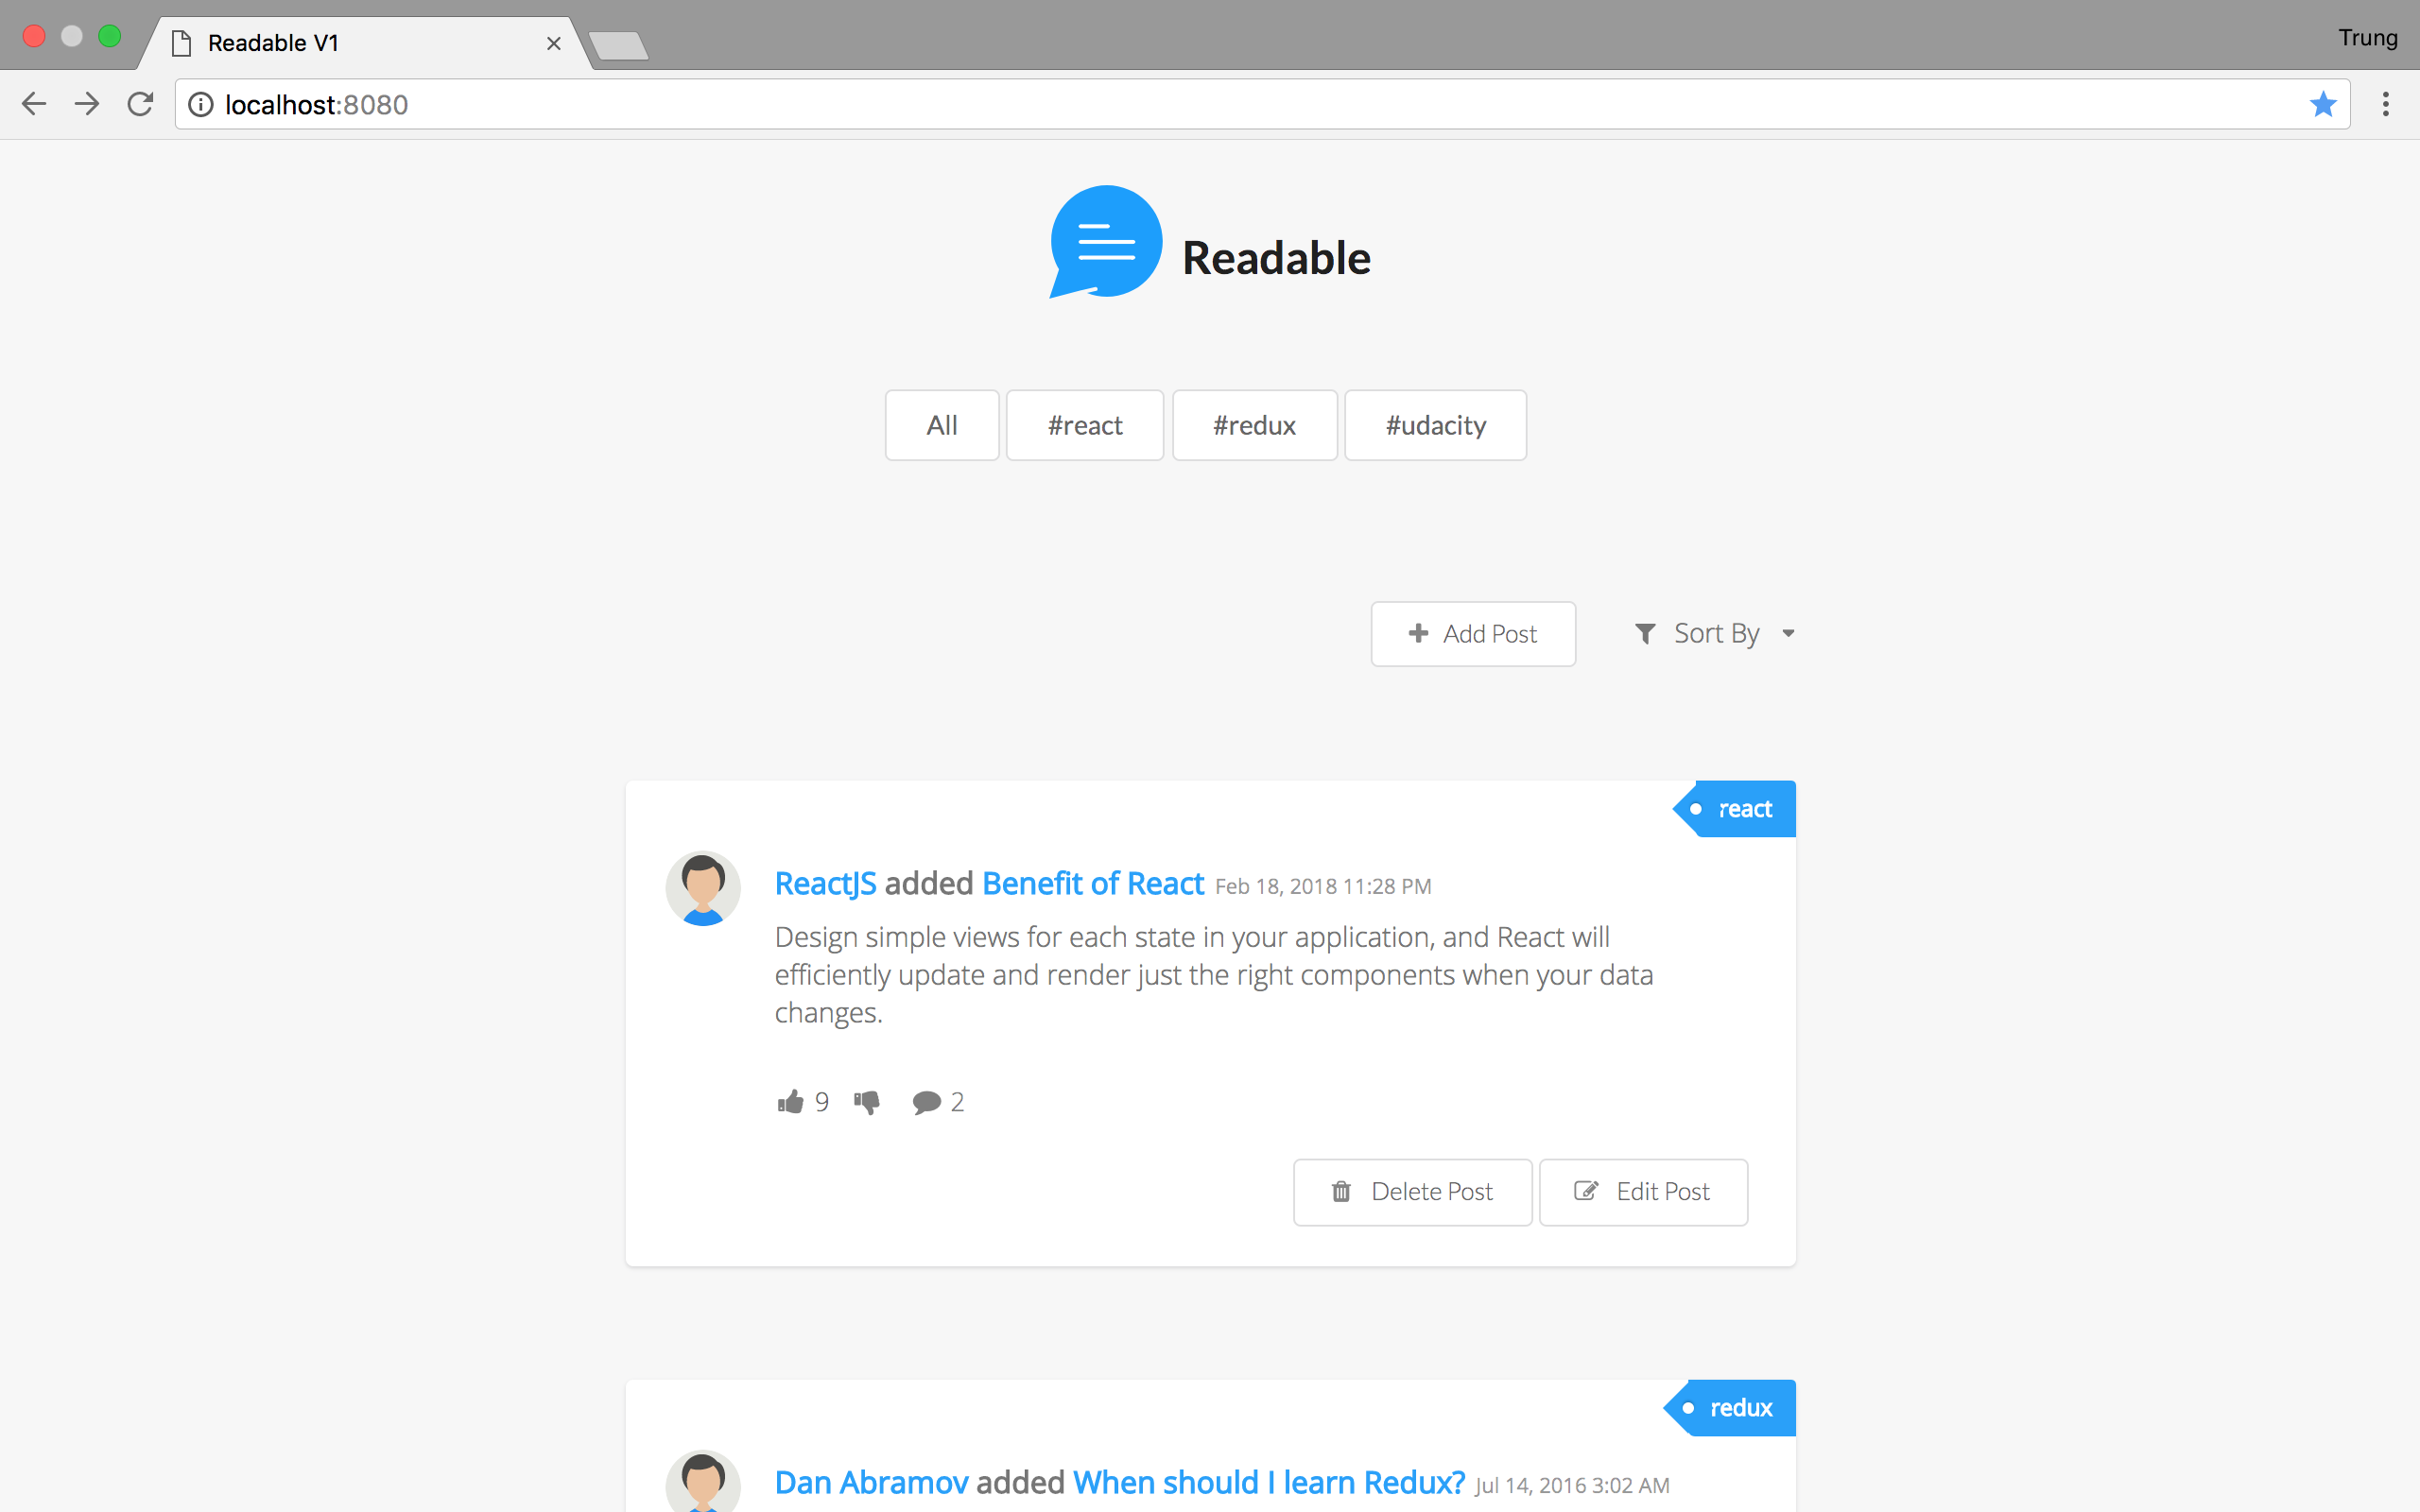 Readable V1
Trung
localhost:8080
Readable
All
#react
#redux
#udacity
Add Post
Sort By
react
ReactJS added Benefit of React Feb 18, 2018 11:28 PM
Design simple views for each state in your application, and React will
efficiently update and render just the right components when your data
changes.
9
2
Delete Post
Edit Post
redux
Dan Abramov added When should I learn Redux? Jul 14, 2016 3:02 AM